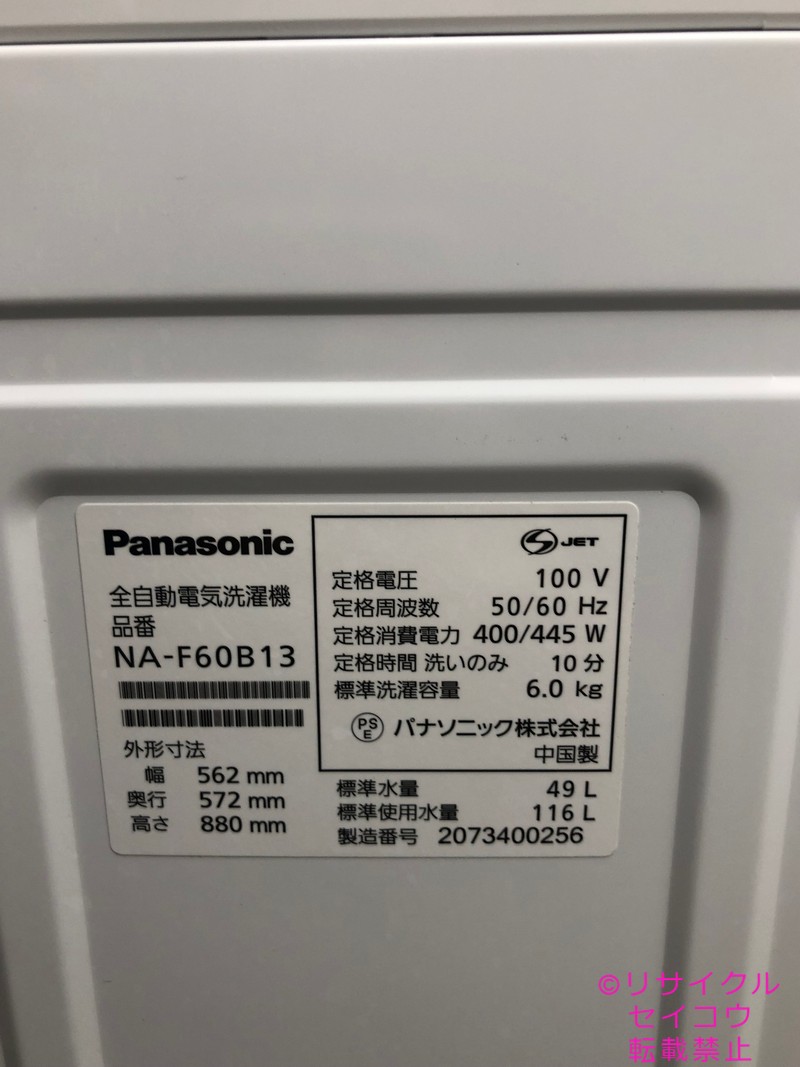 Panasonic
全自動電気洗濯機
品番
NA-F60B13
外形寸法
幅 562 mm
奥行 572 mm
高さ 880 mm
S JET
定格電圧 100 V
定格周波数 50/60 Hz
定格消費電力 400/445 W
定格時間 洗いのみ 10 分
標準洗濯容量 6.0 kg
PSE パナソニック株式会社
中国製
標準水量 49 L
標準使用水量 116 L
製造番号 2073400256
©リサイクル
セイコウ
転載禁止